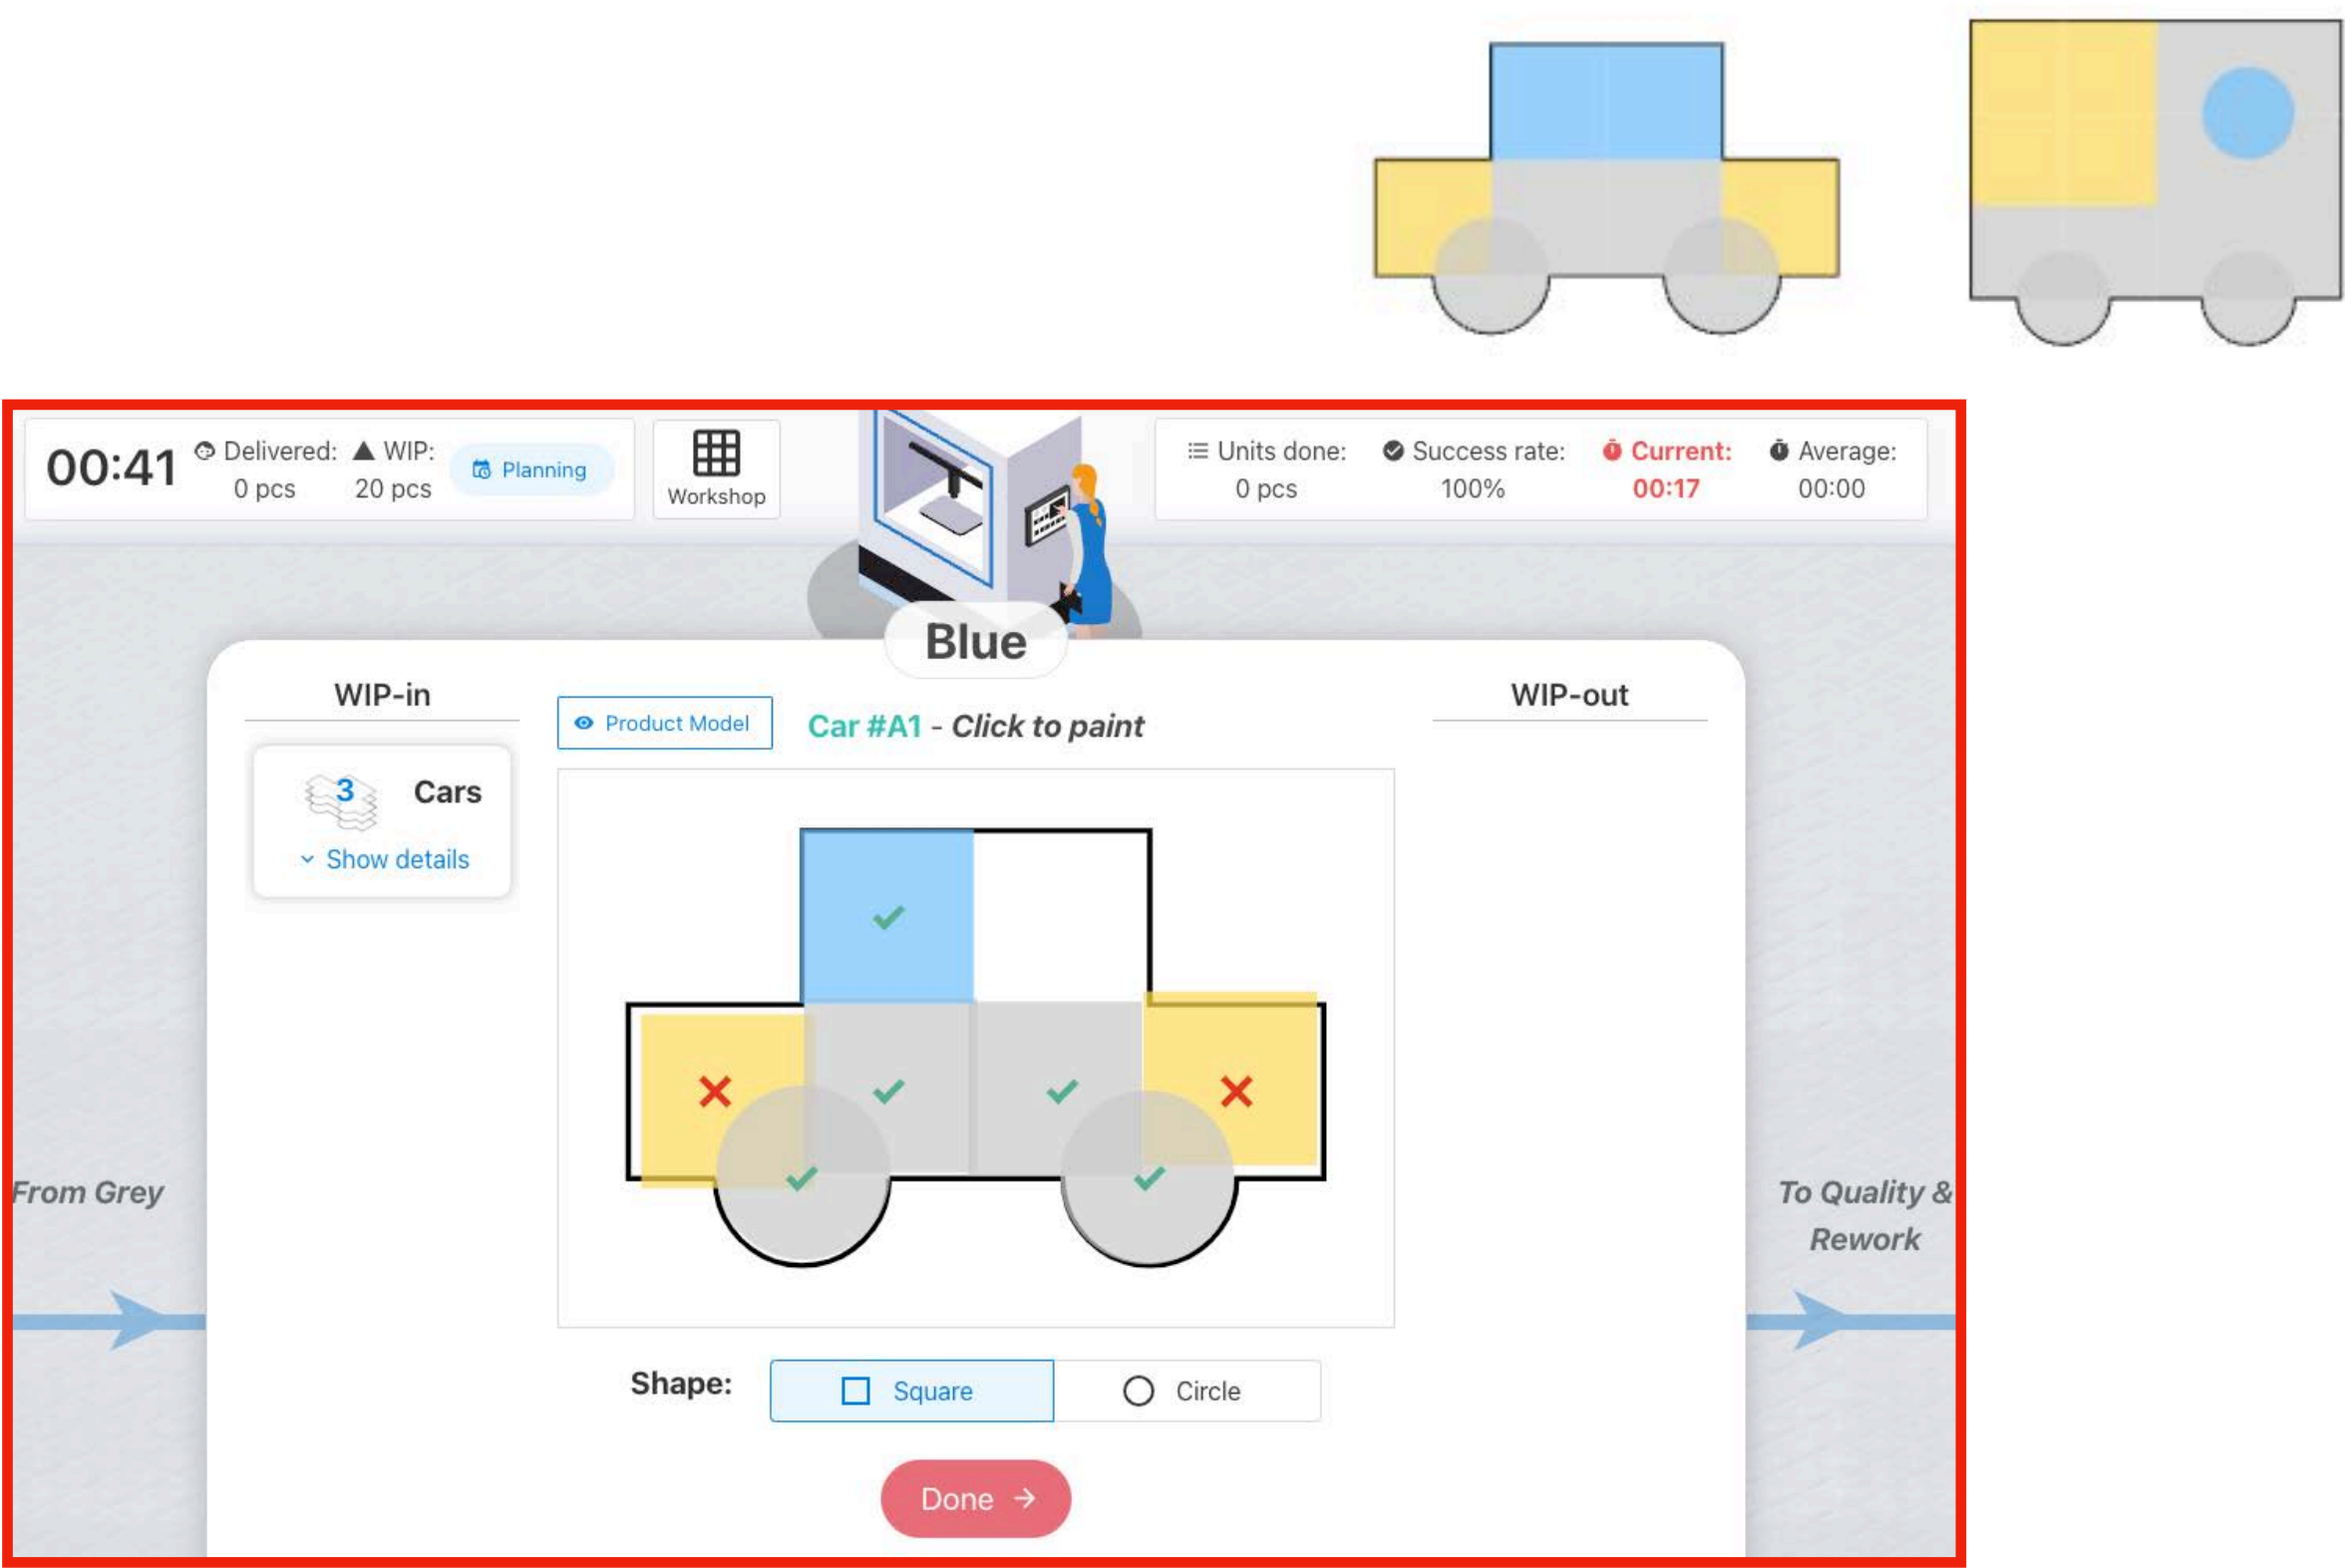 00:41
Delivered:
0 pcs
WIP:
20 pcs
Planning
Workshop
Units done:
0 pcs
Success rate:
100%
Current:
00:17
Average:
00:00
Blue
WIP-in
3 Cars
Show details
Product Model
Car #A1 - Click to paint
WIP-out
From Grey
To Quality &
Rework
Shape:
Square
Circle
Done